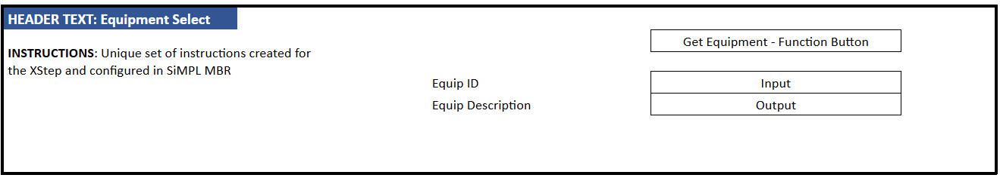 HEADER TEXT: Equipment Select
Get Equipment - Function Button
INSTRUCTIONS: Unique set of instructions created for
the XStep and configured in SiMPL MBR
Equip ID
Input
Equip Description
Output